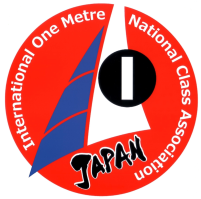 International One Metre
National Class Association
I
JAPAN